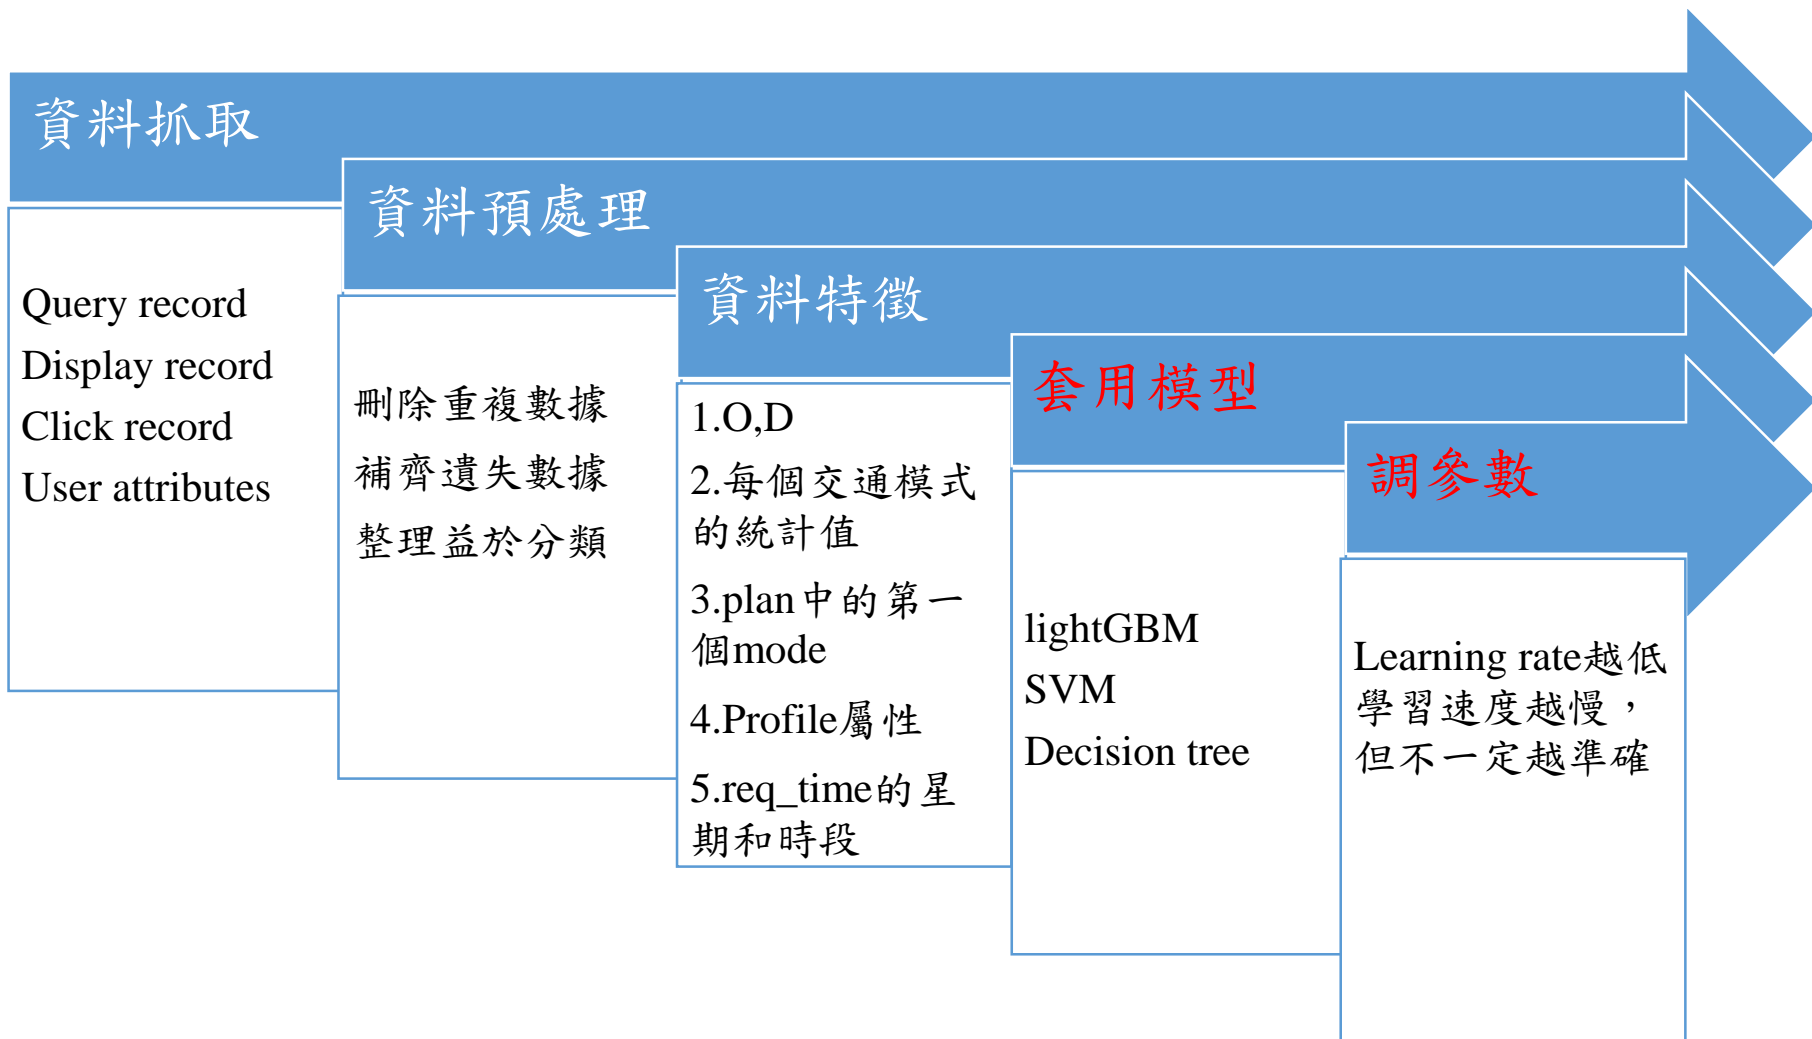 資料抓取
Query record
Display record
Click record
User attributes
資料預處理
刪除重複數據
補齊遺失數據
整理益於分類
資料特徵
1.O,D
2.每個交通模式
的統計值
3.plan中的第一
個mode
4.Profile屬性
5.req_time的星
期和時段
套用模型
lightGBM
SVM
Decision tree
調參數
Learning rate越低
學習速度越慢，
但不一定越準確